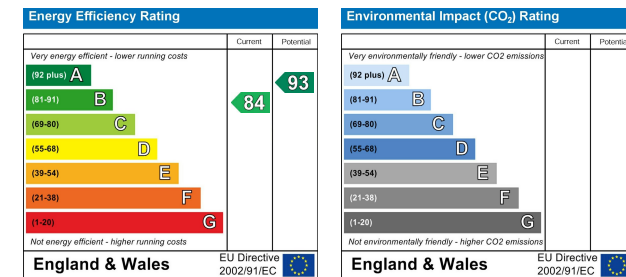 Energy Efficiency Rating
Current Potential
Very energy efficient - lower running costs
(92 plus) A
93
(81-91) B
84
(69-80) C
(55-68) D
(39-54) E
(21-38) F
(1-20) G
Not energy efficient - higher running costs
England & Wales
EU Directive
2002/91/EC
Environmental Impact (CO₂) Rating
Current Potential
Very environmentally friendly - lower CO2 emissions
(92 plus) A
(81-91) B
(69-80) C
(55-68) D
(39-54) E
(21-38) F
(1-20) G
Not environmentally friendly - higher CO2 emissions
England & Wales
EU Directive
2002/91/EC